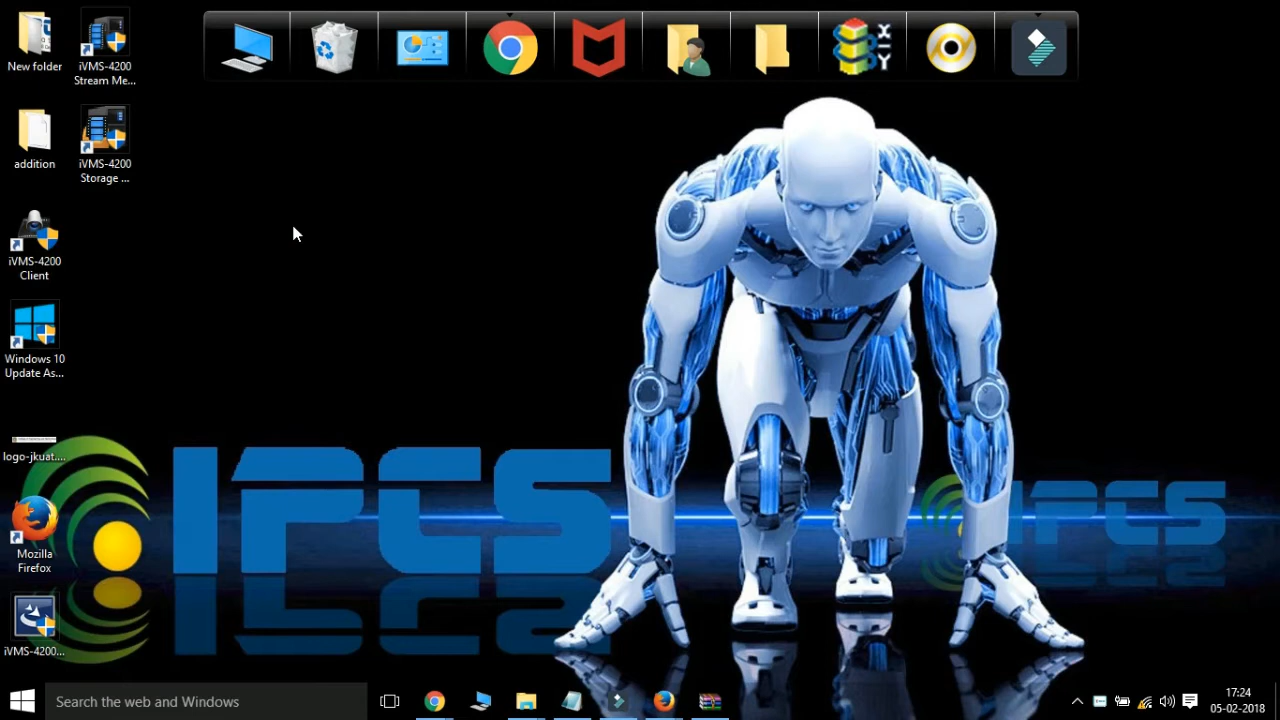 New folder
iVMS-4200
Stream Me...
addition
iVMS-4200
Storage ...
iVMS-4200
Client
Windows 10
Update As...
logo-jkuat....
Mozilla
Firefox
iVMS-4200...
X-Y
IPCS
IPCS
Search the web and Windows
17:24
05-02-2018